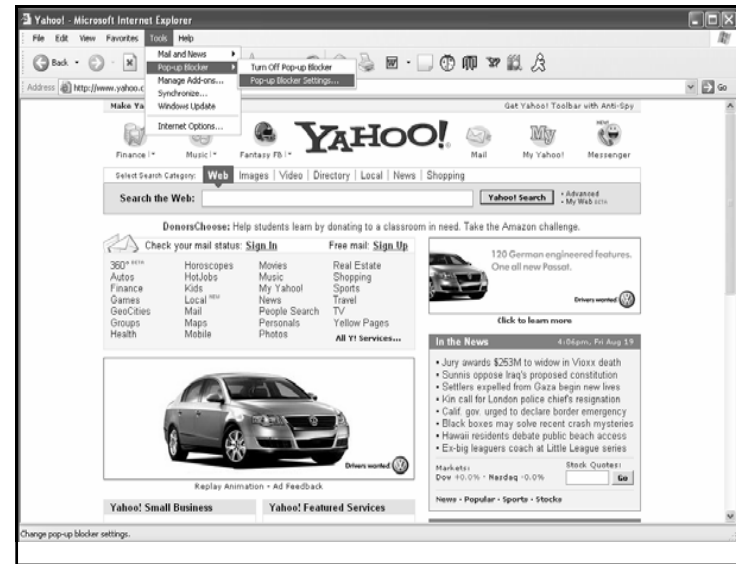 Yahoo! - Microsoft Internet Explorer
File Edit View Favorites Tools Help
Mail and News
Pop-up Blocker
Manage Add-ons...
Synchronize...
Windows Update
Internet Options...
Turn Off Pop-up Blocker
Pop-up Blocker Settings...
Back
Address http://www.yahoo.c
Go
Make Ya
Get Yahoo! Toolbar with Anti-Spy
YAHOO!
NEW!
Finance Music Fantasy FB Mail My Yahoo! Messenger
My
Select Search Category: Web Images Video Directory Local News Shopping
Search the Web: Yahoo! Search
• Advanced
• My Web BETA
DonorsChoose: Help students learn by donating to a classroom in need. Take the Amazon challenge.
Check your mail status: Sign In Free mail: Sign Up
360° BETA Horoscopes Movies Real Estate
Autos HotJobs Music Shopping
Finance Kids My Yahoo! Sports
Games Local NEW News Travel
GeoCities Mail People Search TV
Groups Maps Personals Yellow Pages
Health Mobile Photos All Y! Services...
Drivers wanted
Replay Animation - Ad Feedback
Yahoo! Small Business Yahoo! Featured Services
120 German engineered features.
One all new Passat.
Drivers wanted
Click to learn more
In the News 4:06pm, Fri Aug 19
• Jury awards $253M to widow in Vioxx death
• Sunnis oppose Iraq's proposed constitution
• Settlers expelled from Gaza begin new lives
• Kin call for London police chief's resignation
• Calif. gov. urged to declare border emergency
• Black boxes may solve recent crash mysteries
• Hawaii residents debate public beach access
• Ex-big leaguers coach at Little League series
Markets: Stock Quotes:
Dow +0.0% - Nasdaq -0.0% Go
News - Popular - Sports - Stocks
Change pop-up blocker settings.